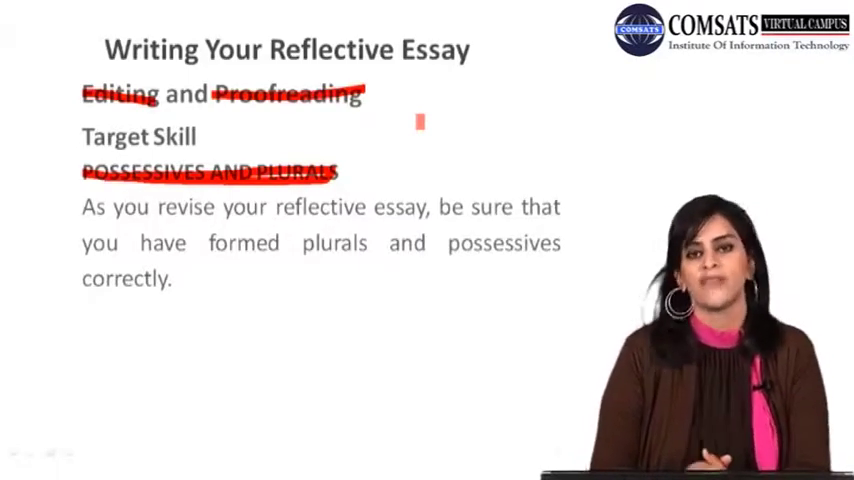 COMSATS VIRTUAL CAMPUS
Institute Of Information Technology
COMSATS
Writing Your Reflective Essay
Editing and Proofreading
Target Skill
POSSESSIVES AND PLURALS
As you revise your reflective essay, be sure that
you have formed plurals and possessives
correctly.